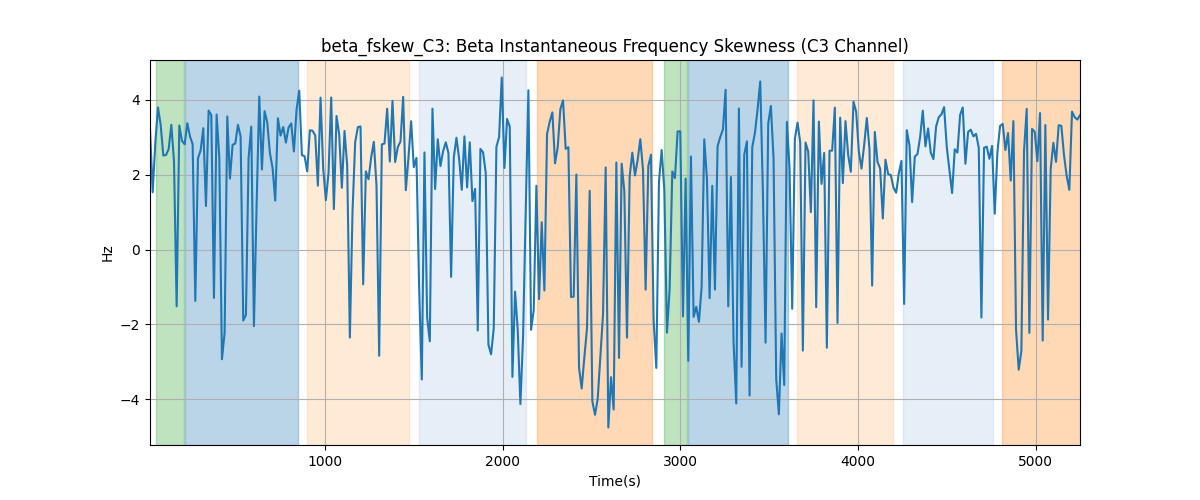 beta_fskew_C3: Beta Instantaneous Frequency Skewness (C3 Channel)
Hz
4
2
0
−2
−4
1000 2000 3000 4000 5000
Time(s)